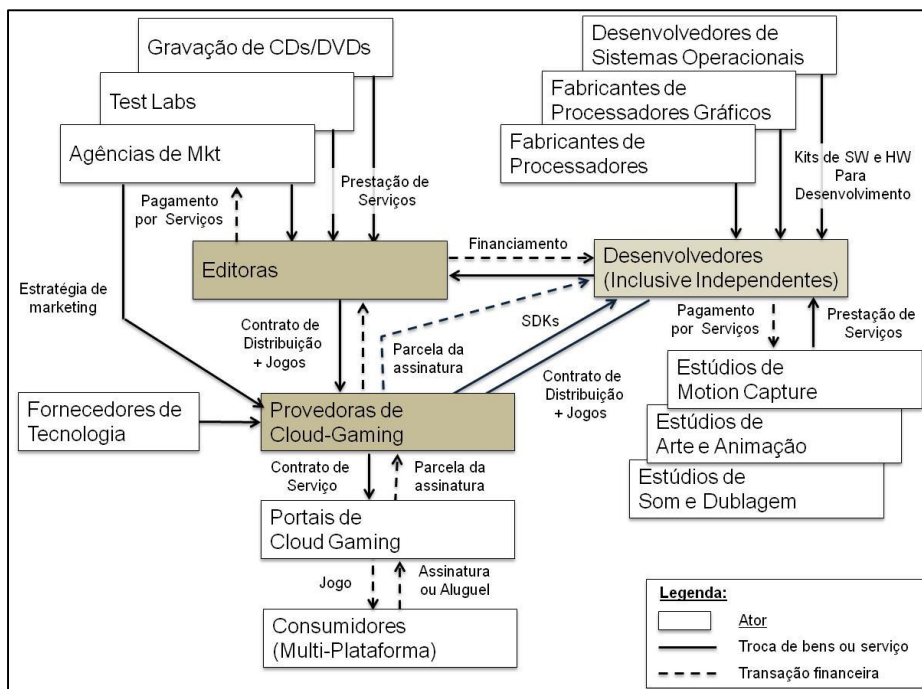 Gravação de CDs/DVDs
Test Labs
Agências de Mkt
Desenvolvedores de
Sistemas Operacionais
Fabricantes de
Processadores Gráficos
Fabricantes de
Processadores
Kits de SW e HW
Para
Desenvolvimento
Pagamento
por Serviços
Prestação de
Serviços
Financiamento
Editoras
Desenvolvedores
(Inclusive Independentes)
Estratégia de
marketing
Contrato de
Distribuição
+ Jogos
Parcela da
assinatura
SDKs
Contrato de
Distribuição
+ Jogos
Pagamento
por Serviços
Prestação de
Serviços
Estúdios de
Motion Capture
Estúdios de
Arte e Animação
Estúdios de
Som e Dublagem
Fornecedores de
Tecnologia
Provedoras de
Cloud-Gaming
Contrato de
Serviço
Parcela da
assinatura
Portais de
Cloud Gaming
Jogo
Assinatura
ou Aluguel
Consumidores
(Multi-Plataforma)
Legenda:
Ator
Troca de bens ou serviço
Transação financeira